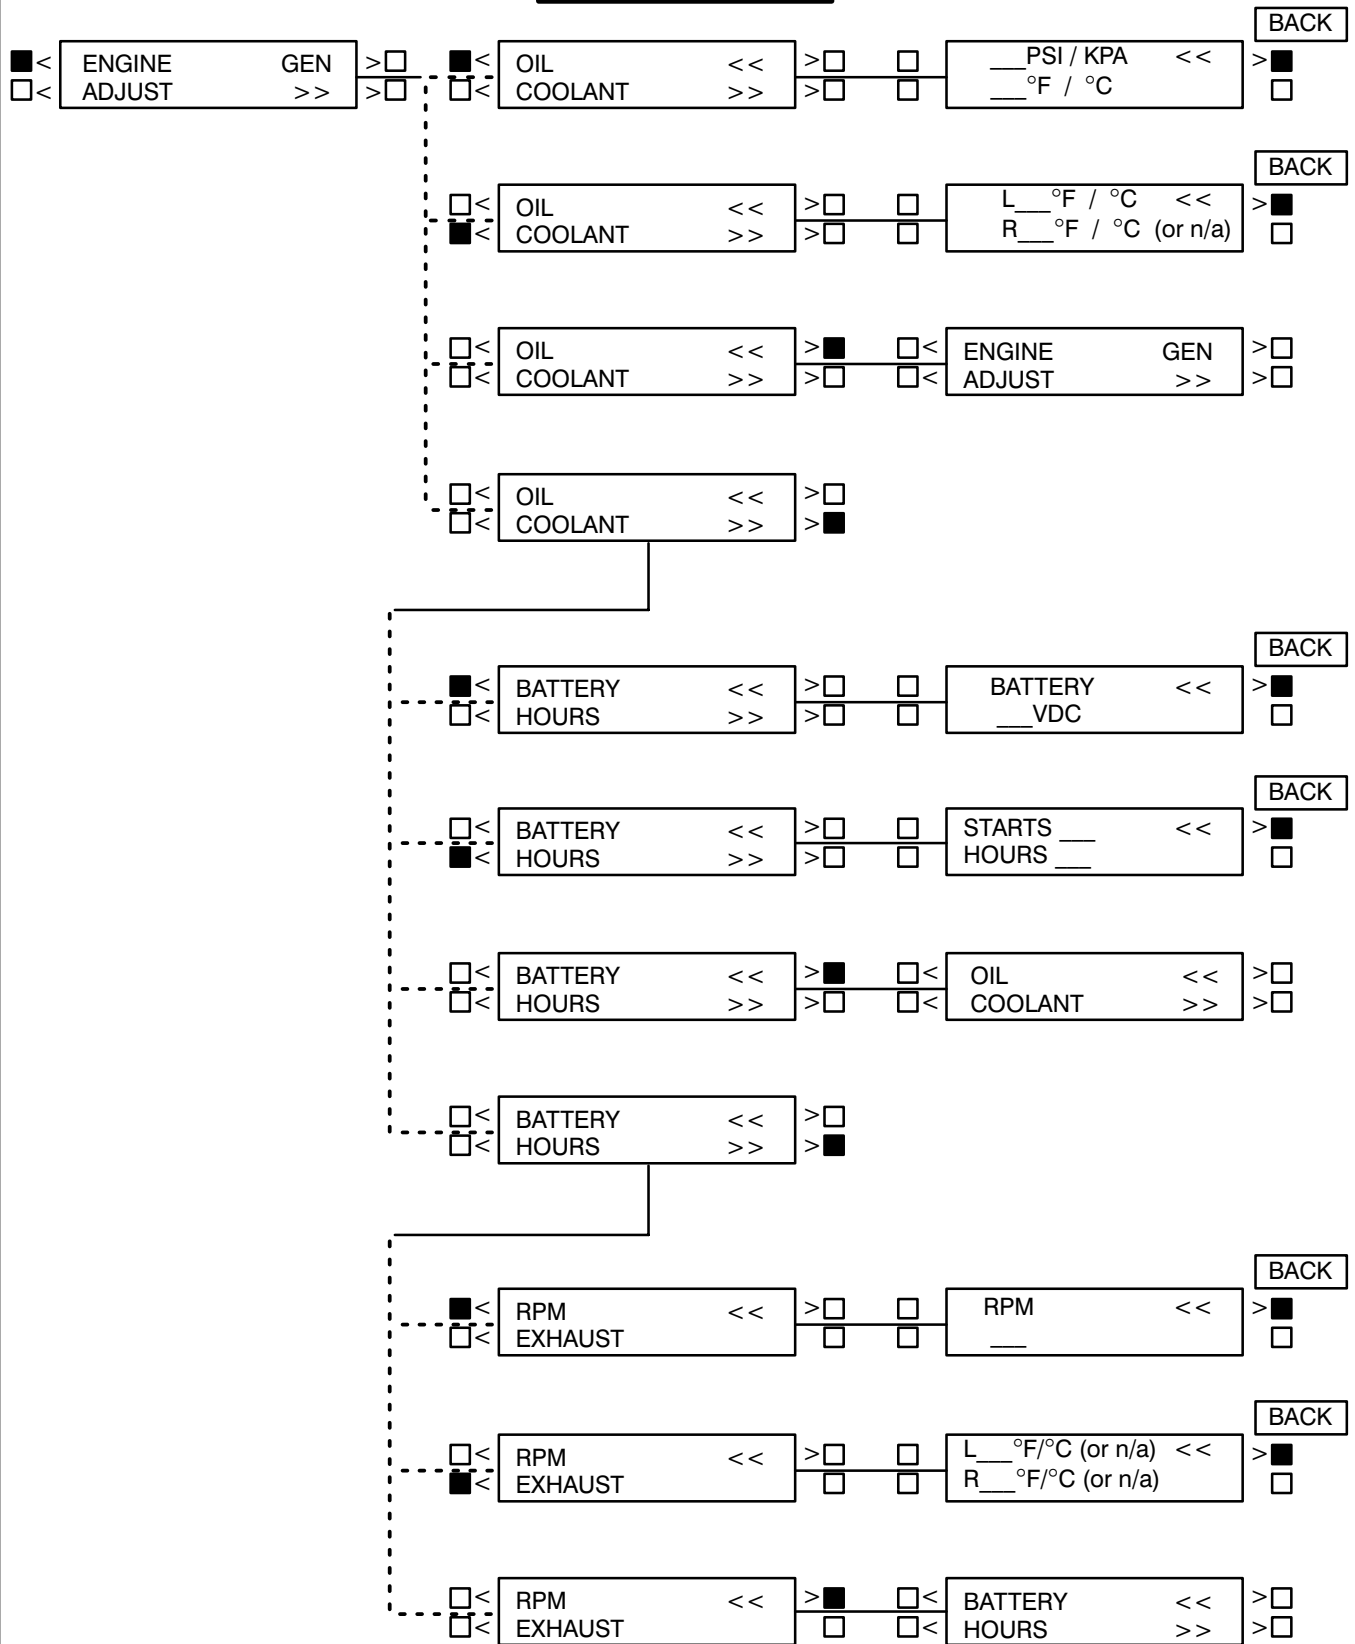 BACK
< ENGINE GEN >
< ADJUST >> >
< OIL << >
< COOLANT >> >
___PSI / KPA << >
___°F / °C
BACK
< OIL << >
< COOLANT >> >
L___°F / °C << >
R___°F / °C (or n/a)
< OIL << >
< COOLANT >> >
< ENGINE GEN >
< ADJUST >> >
< OIL << >
< COOLANT >> >
BACK
< BATTERY << >
< HOURS >> >
BATTERY << >
___VDC
BACK
< BATTERY << >
< HOURS >> >
STARTS ___ << >
HOURS ___
< BATTERY << >
< HOURS >> >
< OIL << >
< COOLANT >> >
< BATTERY << >
< HOURS >> >
BACK
< RPM << >
< EXHAUST
RPM << >
___
BACK
< RPM << >
< EXHAUST
L___°F/°C (or n/a) << >
R___°F/°C (or n/a)
< RPM << >
< EXHAUST
< BATTERY << >
< HOURS >> >